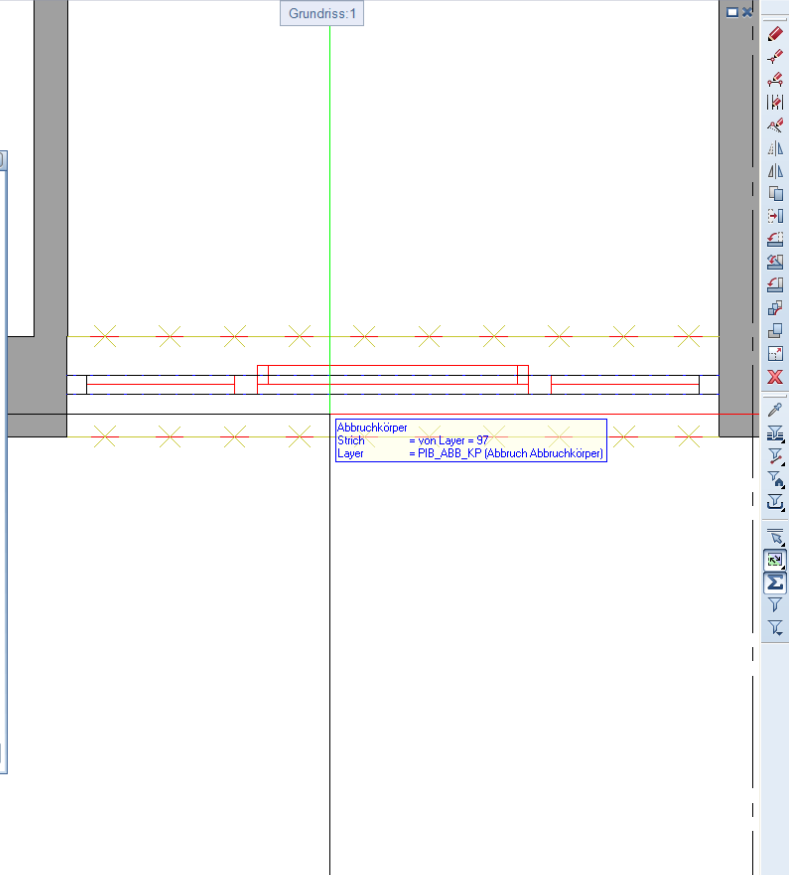 Grundriss:1
Abbruchkörper
Strich = von Layer = 97
Layer = PIB_ABB_KP (Abbruch Abbruchkörper)